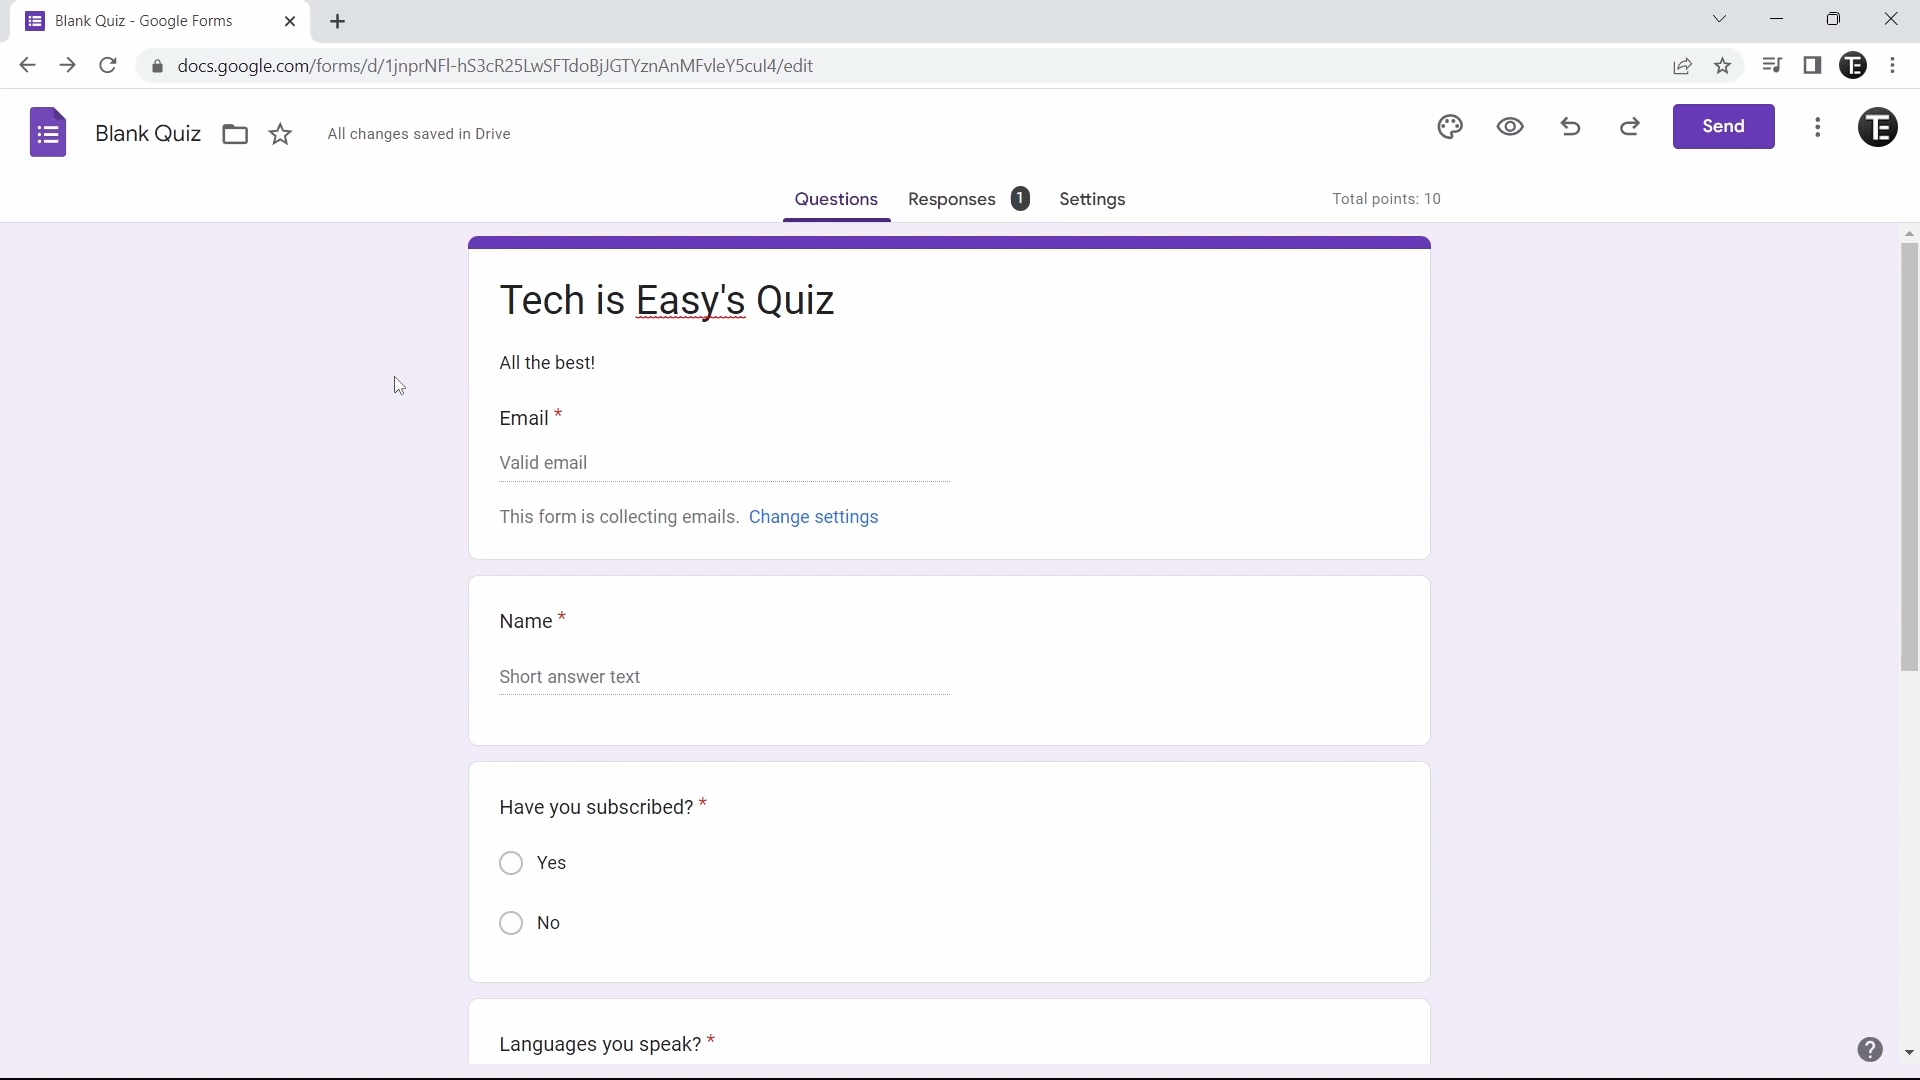 Blank Quiz - Google Forms
docs.google.com/forms/d/1jnprNFl-hS3cR25LwSFTdoBjJGTYznAnMFvleY5cul4/edit
TE
Blank Quiz
All changes saved in Drive
Send
TE
Questions
Responses 1
Settings
Total points: 10
Tech is Easy's Quiz
All the best!
Email *
Valid email
This form is collecting emails. Change settings
Name *
Short answer text
Have you subscribed? *
Yes
No
Languages you speak? *